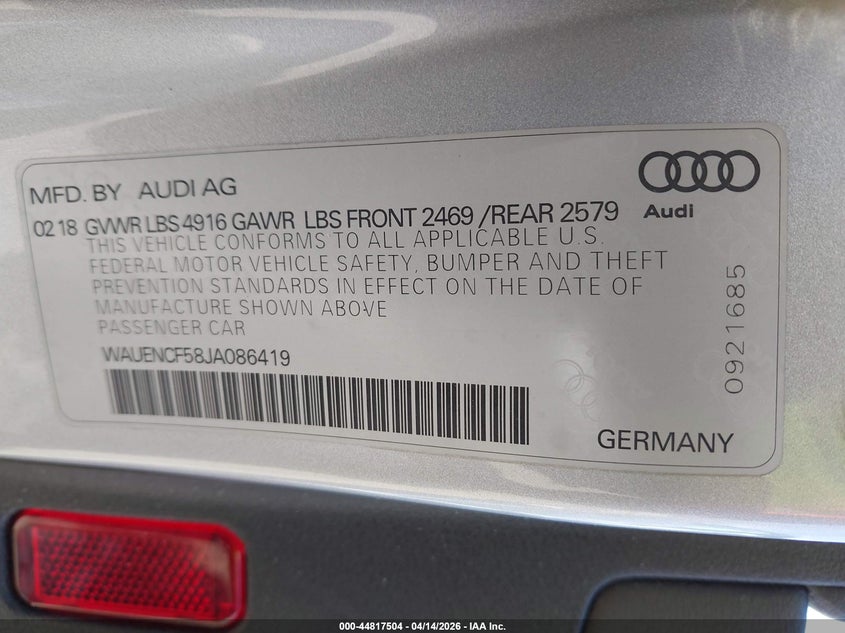 MFD. BY AUDI AG
Audi
02 18 GVWR LBS 4916 GAWR LBS FRONT 2469 /REAR 2579
THIS VEHICLE CONFORMS TO ALL APPLICABLE U.S.
FEDERAL MOTOR VEHICLE SAFETY, BUMPER AND THEFT
PREVENTION STANDARDS IN EFFECT ON THE DATE OF
MANUFACTURE SHOWN ABOVE
PASSENGER CAR
WAUENCF58JA086419
0921685
GERMANY
000-44817504 - 04/14/2026 - IAA Inc.